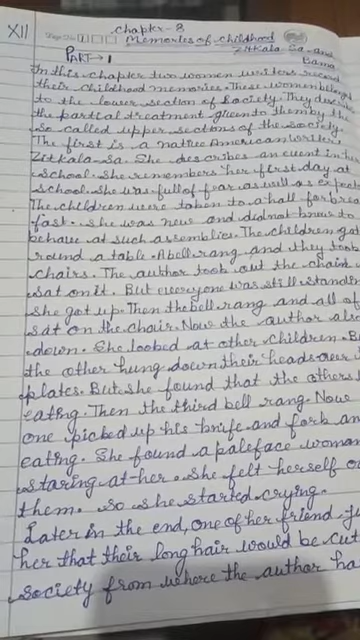 XII
Chapter - 8
Memories of childhood
Zitkala Sa and
Bama
PART → 1
In this chapter two women writers record
their childhood memories. These women belongs
to the lower section of society. They describe
the partial treatment given to them by the
so called upper sections of the society.
The first is a native American writer
Zitkala-Sa. She describes an event in he
school. She remembers her first day at
school. She was full of fear as well as expect
The children were taken to a hall for brea
fast. She was new and did not know to
behave at such assemblies. The children got
round a table. A bell rang and they took
chairs. The author took out the chair a
sat on it. But everyone was still standin
she got up. Then the bell rang and all of
sat on the chair. Now the author also
down. She looked at other children. B
the other hung down their heads over
plates. But she found that the others
eating. Then the third bell rang. Now
one picked up his knife and fork an
eating. She found a paleface woman
staring at her. She felt herself
them. So she started crying.
Later in the end, one of her friend Ju
her that their long hair would be cut
society from where the author ha